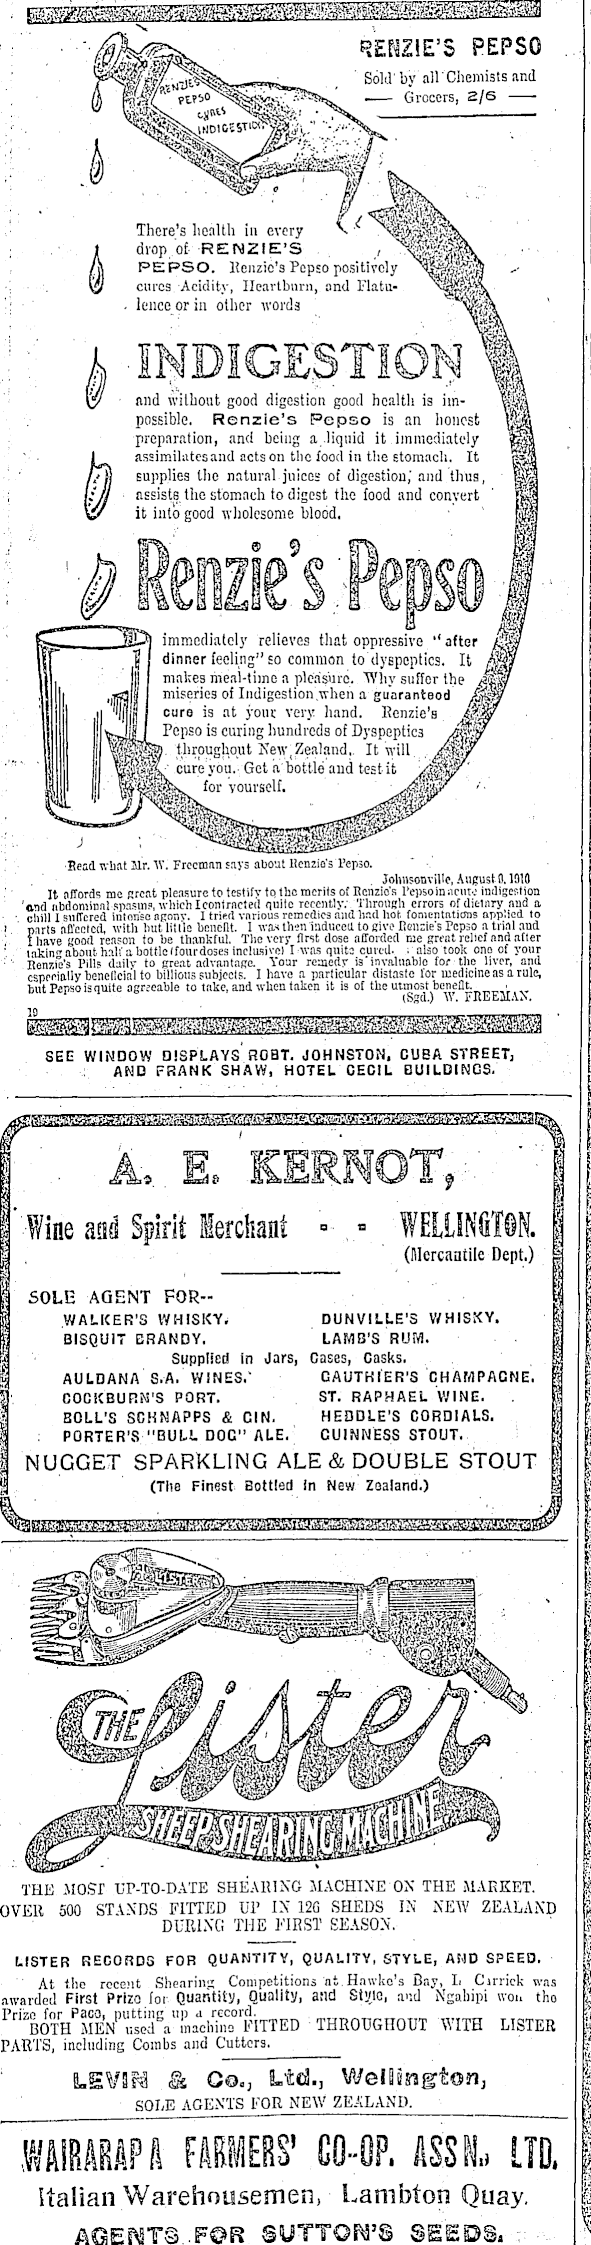 RENZIE'S PEPSO
Sold by all Chemists and
Grocers, 2/6
RENZIE'S
PEPSO
CURES
INDIGESTION
There's health in every
drop of RENZIE'S
PEPSO. Renzie's Pepso positively
cures Acidity, Heartburn, and Flatu-
lence or in other words
INDIGESTION
and without good digestion good health is im-
possible. Renzie's Pepso is an honest
preparation, and being a liquid it immediately
assimilates and acts on the food in the stomach. It
supplies the natural juices of digestion, and thus,
assists the stomach to digest the food and convert
it into good wholesome blood.
Renzie's Pepso
immediately relieves that oppressive "after
dinner feeling" so common to dyspeptics. It
makes meal-time a pleasure. Why suffer the
miseries of Indigestion when a guaranteed
cure is at your very hand. Renzie's
Pepso is curing hundreds of Dyspeptics
throughout New Zealand. It will
cure you. Get a bottle and test it
for yourself.
Read what Mr. W. Freeman says about Renzie's Pepso.
Johnsonville, August 9, 1910
It affords me great pleasure to testify to the merits of Renzie's Pepso in acute indigestion
and abdominal spasms, which I contracted quite recently. Through errors of dietary and a
chill I suffered intense agony. I tried various remedies and had hot fomentations applied to
parts affected, with but little benefit. I was then induced to give Renzie's Pepso a trial and
I have good reason to be thankful. The very first dose afforded me great relief and after
taking about half a bottle (four doses inclusive) I was quite cured. I also took one of your
Renzie's Pills daily to great advantage. Your remedy is invaluable for the liver, and
especially beneficial to billious subjects. I have a particular distaste for medicine as a rule,
but Pepso is quite agreeable to take, and when taken it is of the utmost benefit.
(Sgd.) W. FREEMAN.
19
SEE WINDOW DISPLAYS ROBT. JOHNSTON, CUBA STREET,
AND FRANK SHAW, HOTEL CECIL BUILDINGS.
A. E. KERNOT,
Wine and Spirit Merchant - - WELLINGTON.
(Mercantile Dept.)
SOLE AGENT FOR--
WALKER'S WHISKY. DUNVILLE'S WHISKY.
BISQUIT BRANDY. LAMB'S RUM.
Supplied in Jars, Cases, Casks.
AULDANA S.A. WINES. GAUTHIER'S CHAMPAGNE.
COCKBURN'S PORT. ST. RAPHAEL WINE.
BOLL'S SCHNAPPS & GIN. HEDDLE'S CORDIALS.
PORTER'S "BULL DOG" ALE. GUINNESS STOUT.
NUGGET SPARKLING ALE & DOUBLE STOUT
(The Finest Bottled in New Zealand.)
LISTER
THE Lister
SHEEP SHEARING MACHINE
THE MOST UP-TO-DATE SHEARING MACHINE ON THE MARKET.
OVER 500 STANDS FITTED UP IN 126 SHEDS IN NEW ZEALAND
DURING THE FIRST SEASON.
LISTER RECORDS FOR QUANTITY, QUALITY, STYLE, AND SPEED.
At the recent Shearing Competitions at Hawke's Bay, L. Carrick was
awarded First Prize for Quantity, Quality, and Style, and Ngahipi won the
Prize for Pace, putting up a record.
BOTH MEN used a machine FITTED THROUGHOUT WITH LISTER
PARTS, including Combs and Cutters.
LEVIN & Co., Ltd., Wellington,
SOLE AGENTS FOR NEW ZEALAND.
WAIRARAPA FARMERS' CO-OP. ASSN., LTD.
Italian Warehousemen, Lambton Quay.
AGENTS FOR SUTTON'S SEEDS.